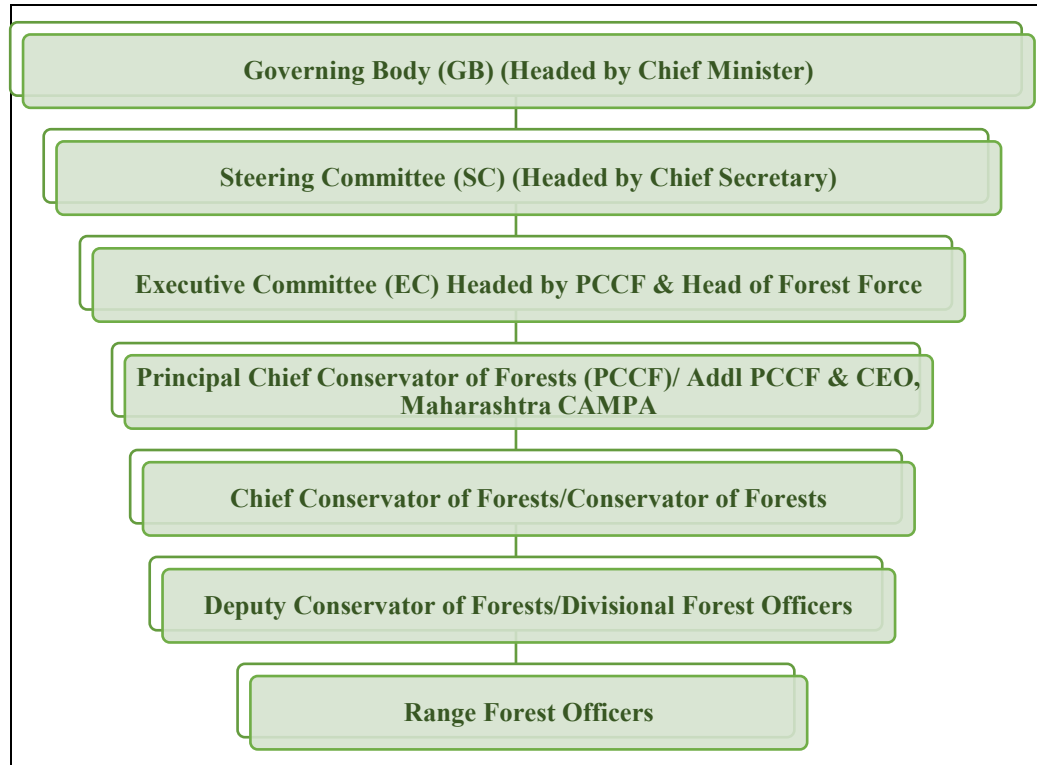 Governing Body (GB) (Headed by Chief Minister)
Steering Committee (SC) (Headed by Chief Secretary)
Executive Committee (EC) Headed by PCCF & Head of Forest Force
Principal Chief Conservator of Forests (PCCF)/ Addl PCCF & CEO,
Maharashtra CAMPA
Chief Conservator of Forests/Conservator of Forests
Deputy Conservator of Forests/Divisional Forest Officers
Range Forest Officers